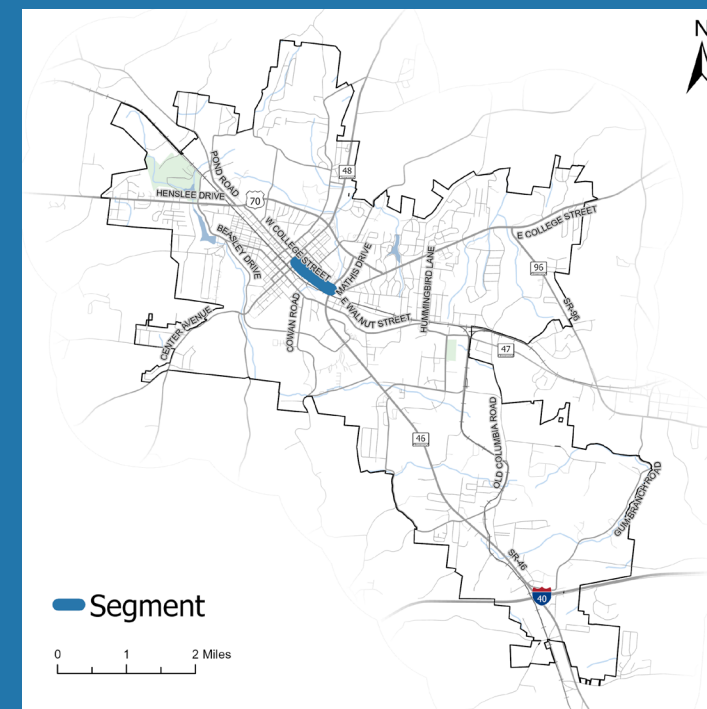 N
48
POND ROAD
HENSLEE DRIVE
70
W COLLEGE STREET
E COLLEGE STREET
BEASLEY DRIVE
MATHIS DRIVE
HUMMINGBIRD LANE
96
SR-96
COWAN ROAD
E WALNUT STREET
CENTER AVENUE
47
46
OLD COLUMBIA ROAD
GUM BRANCH ROAD
SR-46
40
Segment
0 1 2 Miles